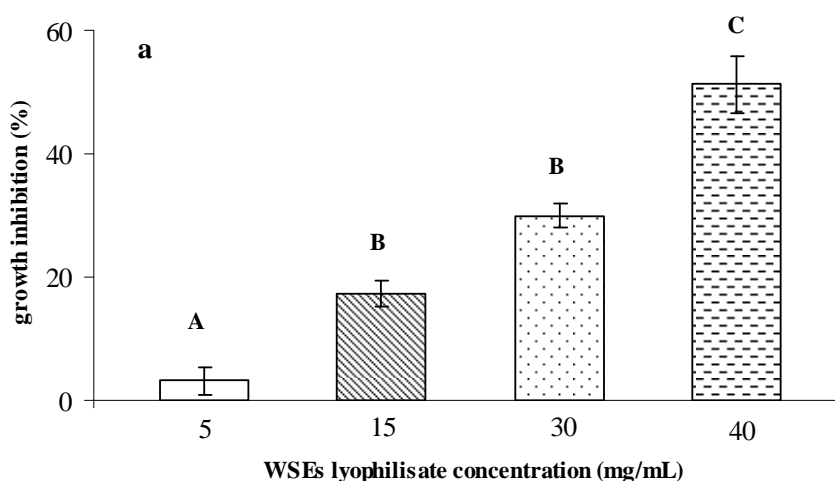 60
a
C
growth inhibition (%)
40
B
B
20
A
0
5 15 30 40
WSEs lyophilisate concentration (mg/mL)